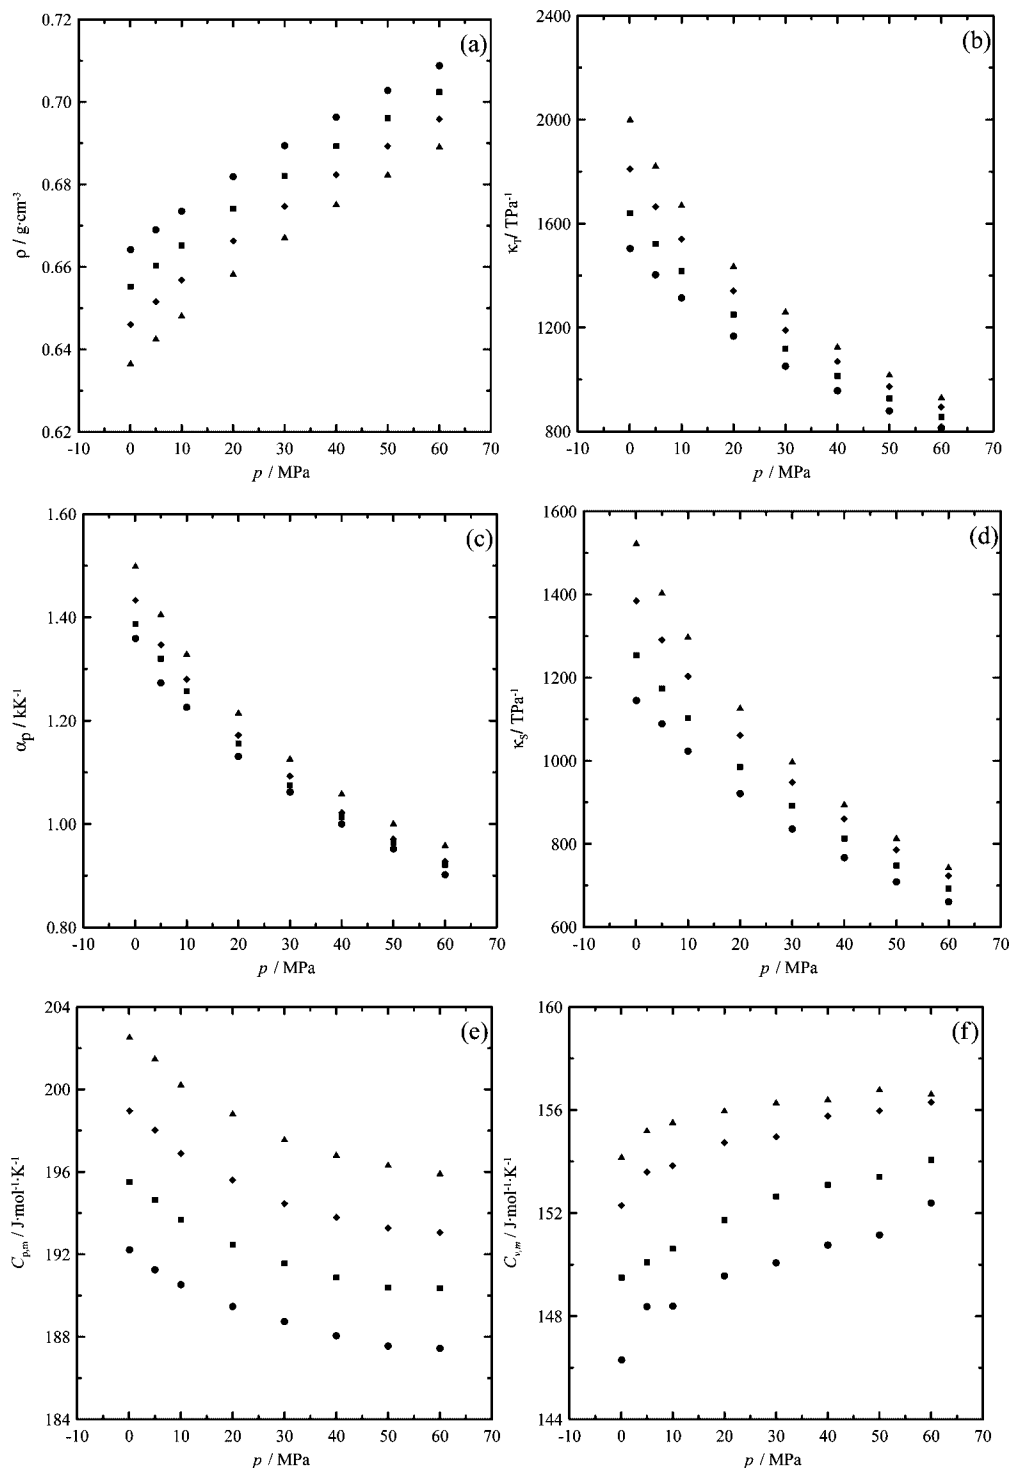 (a)
0.72
0.70
0.68
0.66
0.64
0.62
ρ / g·cm⁻³
-10 0 10 20 30 40 50 60 70
p / MPa
(b)
2400
2000
1600
1200
800
κT/ TPa⁻¹
-10 0 10 20 30 40 50 60 70
p / MPa
(c)
1.60
1.40
1.20
1.00
0.80
αp / kK⁻¹
-10 0 10 20 30 40 50 60 70
p / MPa
(d)
1600
1400
1200
1000
800
600
κS/ TPa⁻¹
-10 0 10 20 30 40 50 60 70
p / MPa
(e)
204
200
196
192
188
184
Cp,m / J·mol⁻¹·K⁻¹
-10 0 10 20 30 40 50 60 70
p / MPa
(f)
160
156
152
148
144
Cv,m / J·mol⁻¹·K⁻¹
-10 0 10 20 30 40 50 60 70
p / MPa